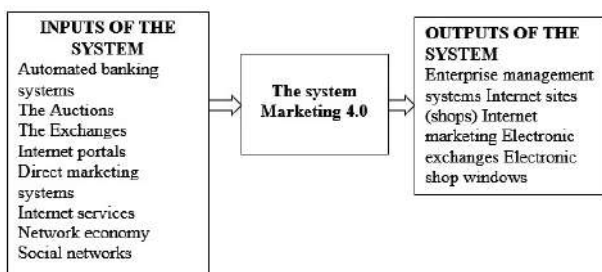 INPUTS OF THE
SYSTEM
Automated banking
systems
The Auctions
The Exchanges
Internet portals
Direct marketing
systems
Internet services
Network economy
Social networks
The system
Marketing 4.0
OUTPUTS OF THE
SYSTEM
Enterprise management
systems Internet sites
(shops) Internet
marketing Electronic
exchanges Electronic
shop windows